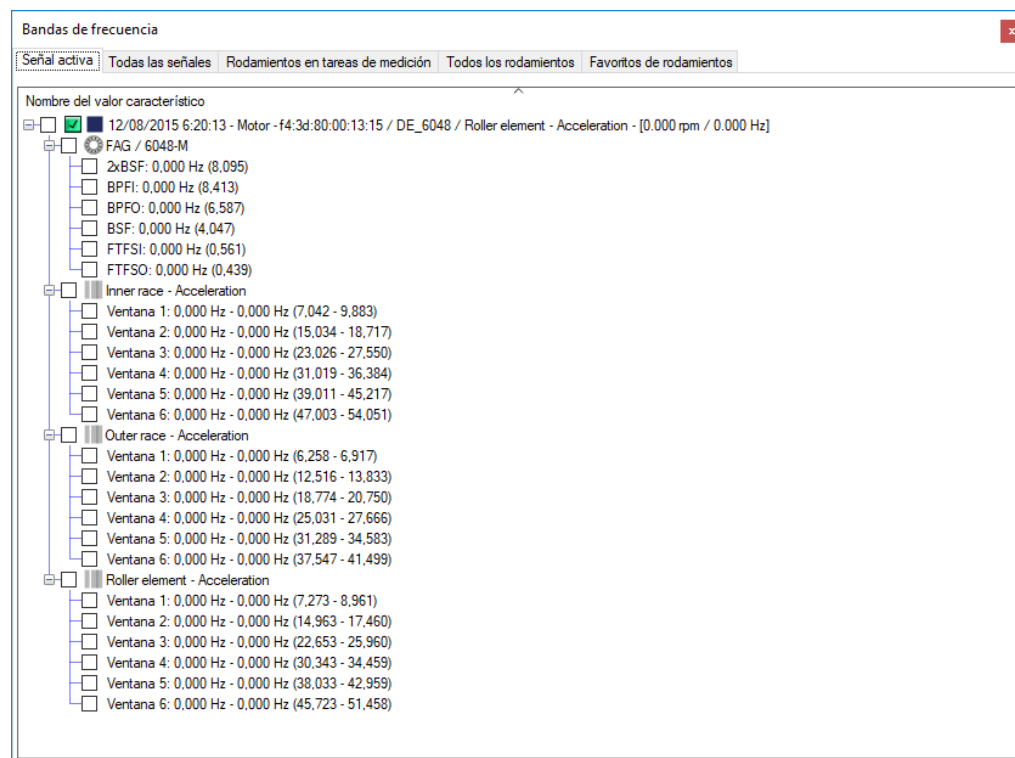 Bandas de frecuencia
x
Señal activa Todas las señales Rodamientos en tareas de medición Todos los rodamientos Favoritos de rodamientos
Nombre del valor característico
12/08/2015 6:20:13 - Motor - f4:3d:80:00:13:15 / DE_6048 / Roller element - Acceleration - [0.000 rpm / 0.000 Hz]
FAG / 6048-M
2xBSF: 0,000 Hz (8,095)
BPFI: 0,000 Hz (8,413)
BPFO: 0,000 Hz (6,587)
BSF: 0,000 Hz (4,047)
FTFSI: 0,000 Hz (0,561)
FTFSO: 0,000 Hz (0,439)
Inner race - Acceleration
Ventana 1: 0,000 Hz - 0,000 Hz (7,042 - 9,883)
Ventana 2: 0,000 Hz - 0,000 Hz (15,034 - 18,717)
Ventana 3: 0,000 Hz - 0,000 Hz (23,026 - 27,550)
Ventana 4: 0,000 Hz - 0,000 Hz (31,019 - 36,384)
Ventana 5: 0,000 Hz - 0,000 Hz (39,011 - 45,217)
Ventana 6: 0,000 Hz - 0,000 Hz (47,003 - 54,051)
Outer race - Acceleration
Ventana 1: 0,000 Hz - 0,000 Hz (6,258 - 6,917)
Ventana 2: 0,000 Hz - 0,000 Hz (12,516 - 13,833)
Ventana 3: 0,000 Hz - 0,000 Hz (18,774 - 20,750)
Ventana 4: 0,000 Hz - 0,000 Hz (25,031 - 27,666)
Ventana 5: 0,000 Hz - 0,000 Hz (31,289 - 34,583)
Ventana 6: 0,000 Hz - 0,000 Hz (37,547 - 41,499)
Roller element - Acceleration
Ventana 1: 0,000 Hz - 0,000 Hz (7,273 - 8,961)
Ventana 2: 0,000 Hz - 0,000 Hz (14,963 - 17,460)
Ventana 3: 0,000 Hz - 0,000 Hz (22,653 - 25,960)
Ventana 4: 0,000 Hz - 0,000 Hz (30,343 - 34,459)
Ventana 5: 0,000 Hz - 0,000 Hz (38,033 - 42,959)
Ventana 6: 0,000 Hz - 0,000 Hz (45,723 - 51,458)